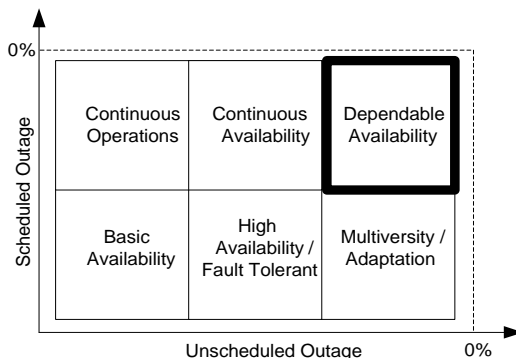 0%
Scheduled Outage
Continuous
Operations
Continuous
Availability
Dependable
Availability
Basic
Availability
High
Availability /
Fault Tolerant
Multiversity /
Adaptation
Unscheduled Outage
0%